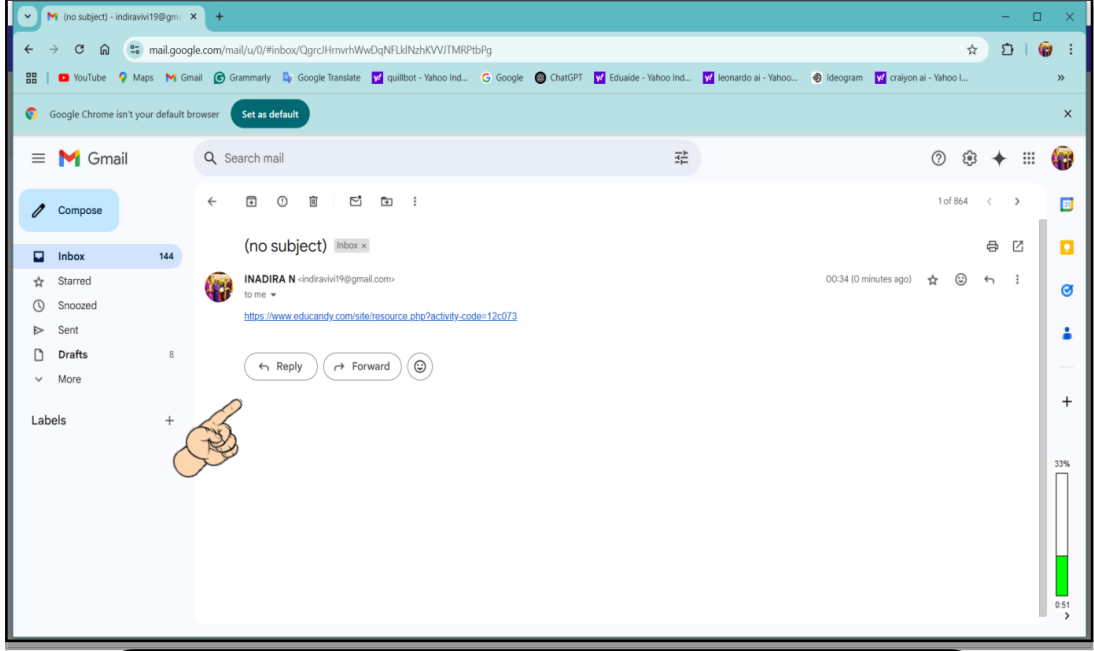 (no subject) - indiravivi19@gm
mail.google.com/mail/u/0/#inbox/QgrcJHrnvrhWwDqNFLklNzhKVVJTMRPtbPg
YouTube Maps Gmail Grammarly Google Translate quillbot - Yahoo Ind... Google ChatGPT Eduaide - Yahoo Ind... leonardo ai - Yahoo... Ideogram craiyon ai - Yahoo I...
Google Chrome isn't your default browser Set as default
Gmail Search mail
Compose 1 of 864
(no subject) Inbox x
Inbox 144
INADIRA N <indiravivi19@gmail.com> 00:34 (0 minutes ago)
Starred
to me
Snoozed
https://www.educandy.com/site/resource.php?activity-code=12c073
Sent
Drafts 8
Reply Forward
More
Labels
33%
0:51